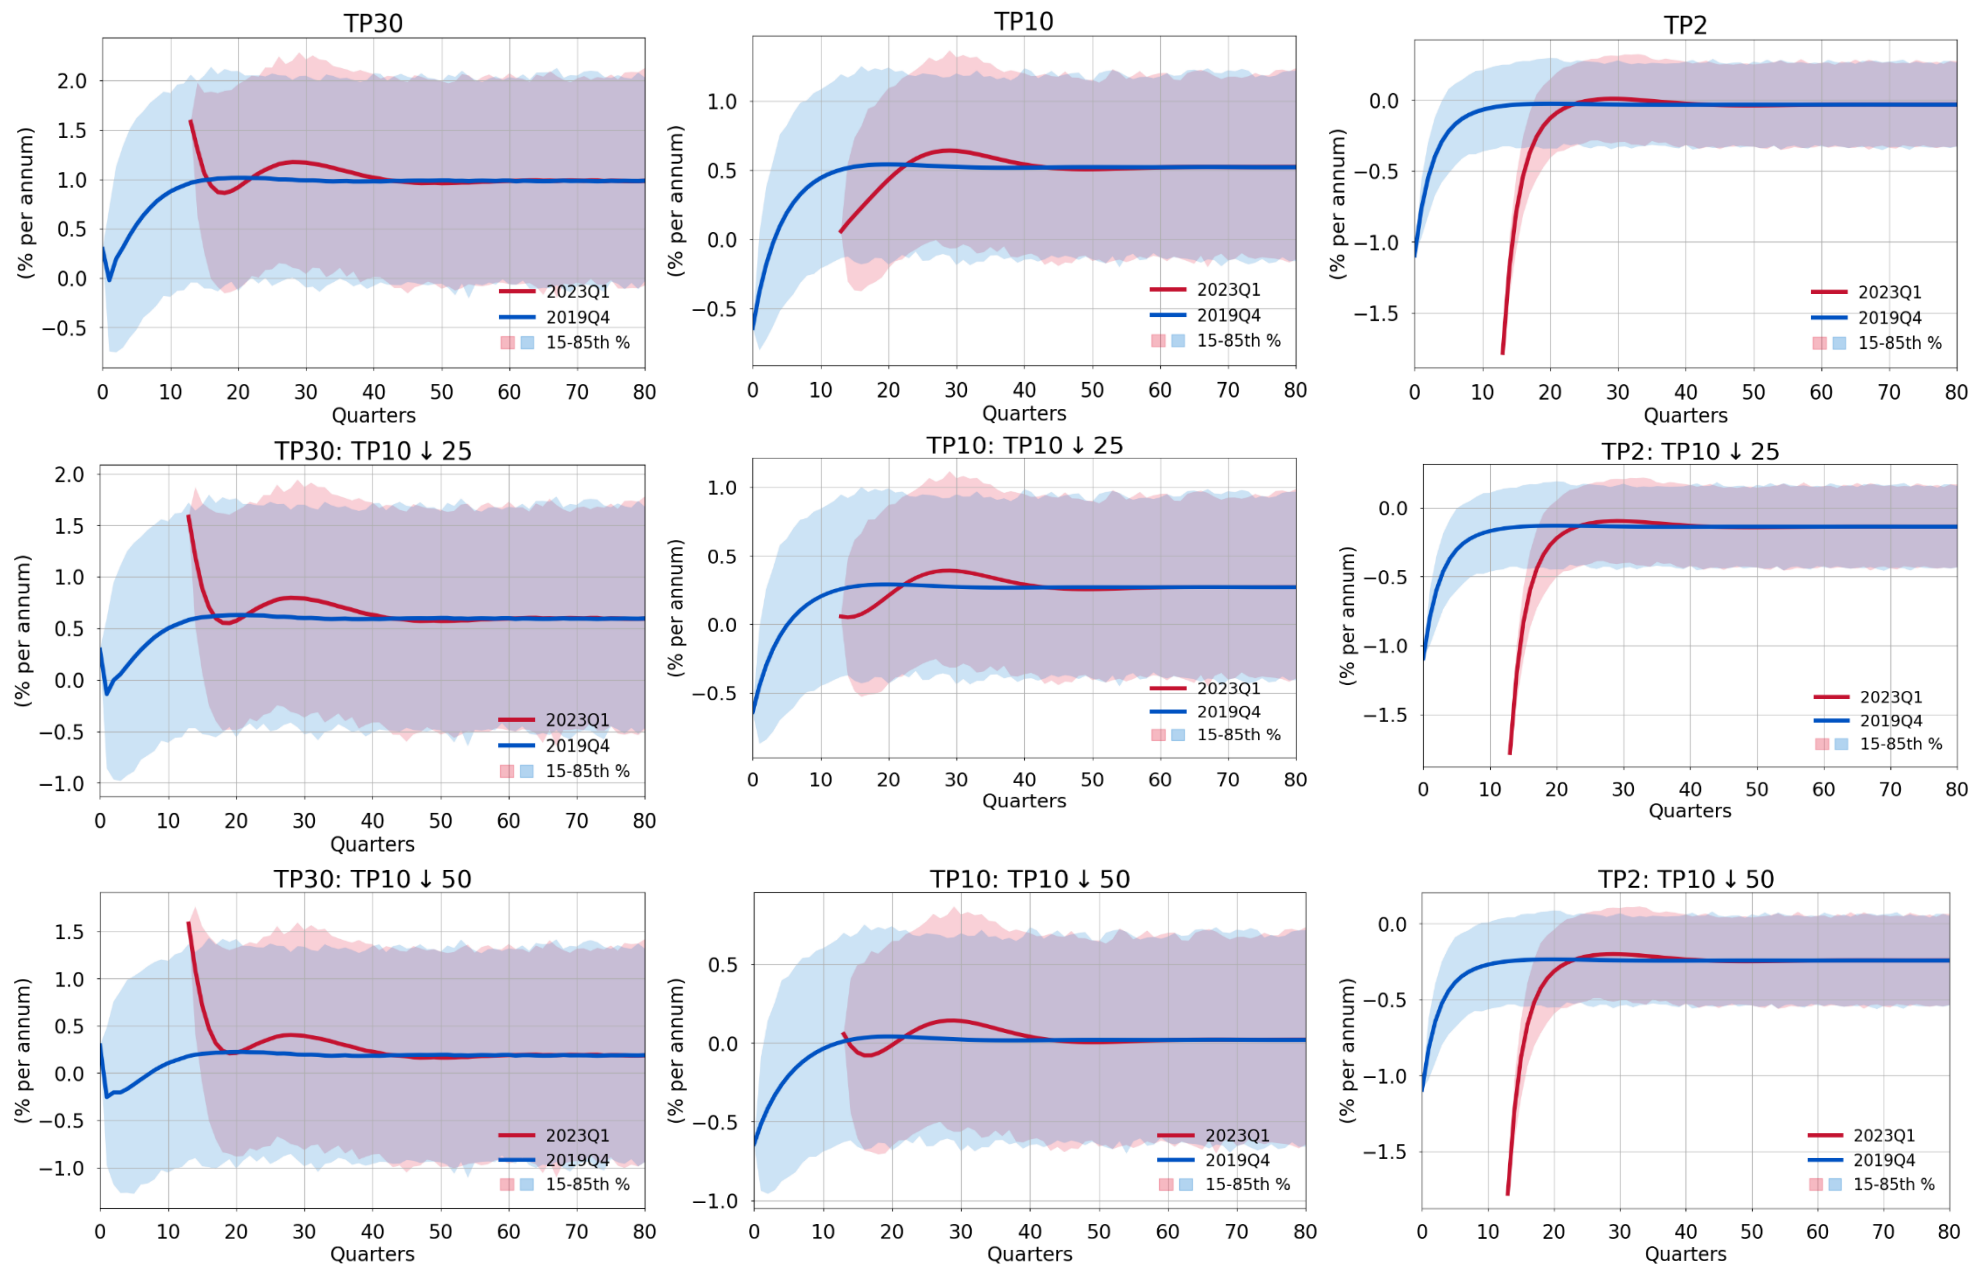 TP30
(% per annum)
2.0
1.5
1.0
0.5
0.0
−0.5
2023Q1
2019Q4
15-85th %
0 10 20 30 40 50 60 70 80
Quarters
TP10
(% per annum)
1.0
0.5
0.0
−0.5
2023Q1
2019Q4
15-85th %
0 10 20 30 40 50 60 70 80
Quarters
TP2
(% per annum)
0.0
−0.5
−1.0
−1.5
2023Q1
2019Q4
15-85th %
0 10 20 30 40 50 60 70 80
Quarters
TP30: TP10 ↓ 25
(% per annum)
2.0
1.5
1.0
0.5
0.0
−0.5
−1.0
2023Q1
2019Q4
15-85th %
0 10 20 30 40 50 60 70 80
Quarters
TP10: TP10 ↓ 25
(% per annum)
1.0
0.5
0.0
−0.5
2023Q1
2019Q4
15-85th %
0 10 20 30 40 50 60 70 80
Quarters
TP2: TP10 ↓ 25
(% per annum)
0.0
−0.5
−1.0
−1.5
2023Q1
2019Q4
15-85th %
0 10 20 30 40 50 60 70 80
Quarters
TP30: TP10 ↓ 50
(% per annum)
1.5
1.0
0.5
0.0
−0.5
−1.0
2023Q1
2019Q4
15-85th %
0 10 20 30 40 50 60 70 80
Quarters
TP10: TP10 ↓ 50
(% per annum)
0.5
0.0
−0.5
−1.0
2023Q1
2019Q4
15-85th %
0 10 20 30 40 50 60 70 80
Quarters
TP2: TP10 ↓ 50
(% per annum)
0.0
−0.5
−1.0
−1.5
2023Q1
2019Q4
15-85th %
0 10 20 30 40 50 60 70 80
Quarters